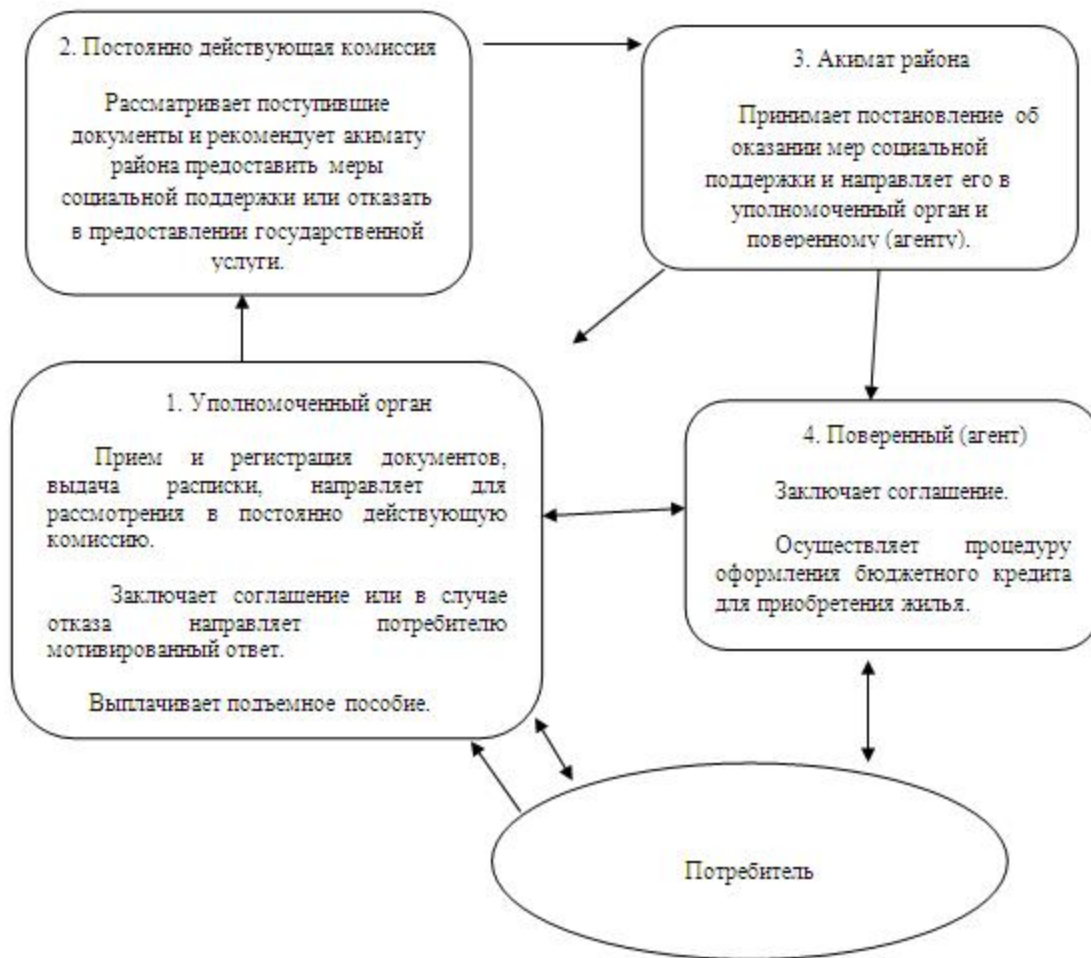 2. Постоянно действующая комиссия
Рассматривает поступившие
документы и рекомендует акимату
района предоставить меры
социальной поддержки или отказать
в предоставлении государственной
услуги.
3. Акимат района
Принимает постановление об
оказании мер социальной
поддержки и направляет его в
уполномоченный орган и
поверенному (агенту).
1. Уполномоченный орган
Прием и регистрация документов,
выдача расписки, направляет для
рассмотрения в постоянно действующую
комиссию.
Заключает соглашение или в случае
отказа направляет потребителю
мотивированный ответ.
Выплачивает подъемное пособие.
4. Поверенный (агент)
Заключает соглашение.
Осуществляет процедуру
оформления бюджетного кредита
для приобретения жилья.
Потребитель